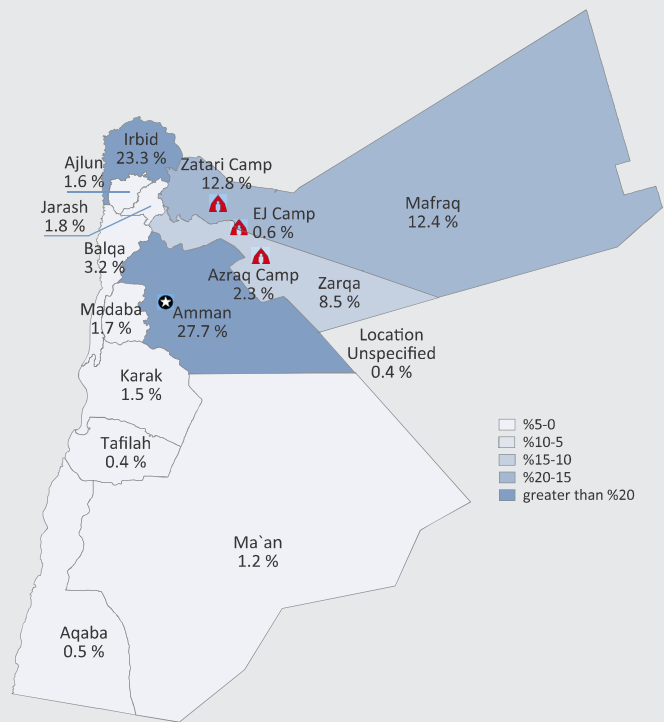 Irbid
23.3 %
Ajlun
1.6 %
Zatari Camp
12.8 %
Jarash
1.8 %
EJ Camp
0.6 %
Mafraq
12.4 %
Balqa
3.2 %
Azraq Camp
2.3 %
Zarqa
8.5 %
Madaba
1.7 %
Amman
27.7 %
Location
Unspecified
0.4 %
Karak
1.5 %
Tafilah
0.4 %
%5-0
%10-5
%15-10
%20-15
greater than %20
Ma`an
1.2 %
Aqaba
0.5 %